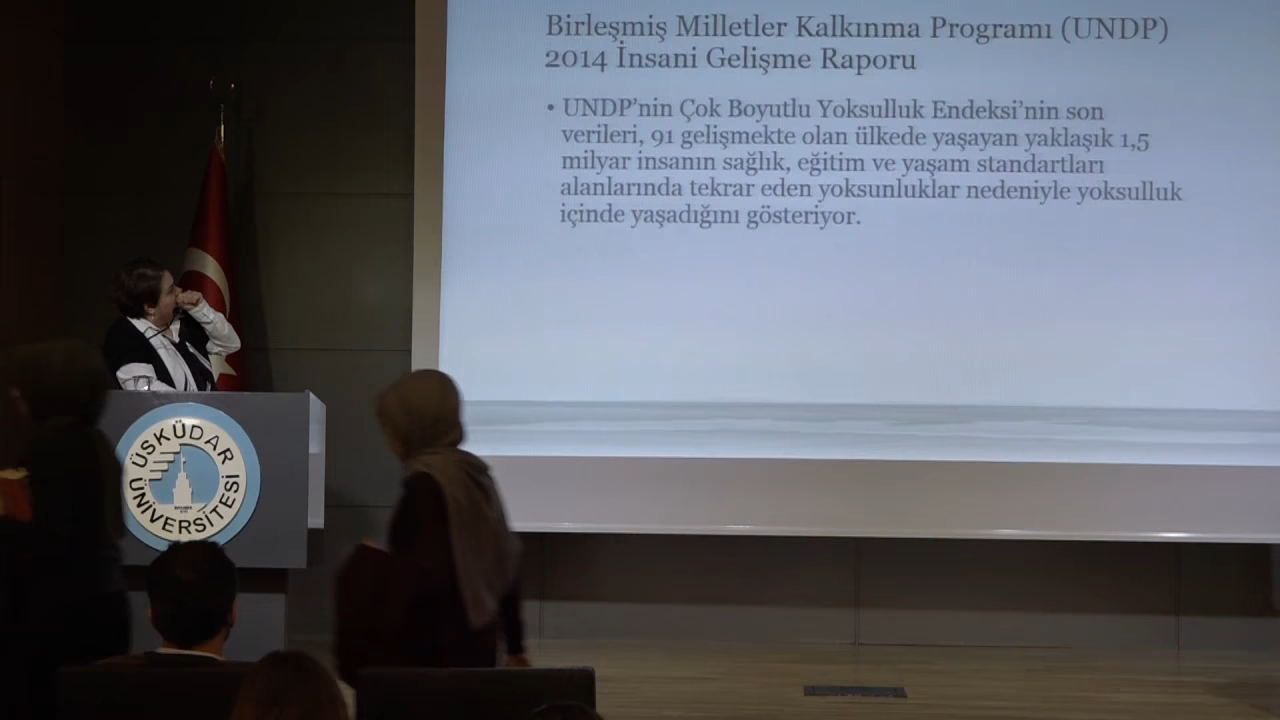 Birleşmiş Milletler Kalkınma Programı (UNDP)
2014 İnsani Gelişme Raporu
• UNDP'nin Çok Boyutlu Yoksulluk Endeksi'nin son
verileri, 91 gelişmekte olan ülkede yaşayan yaklaşık 1,5
milyar insanın sağlık, eğitim ve yaşam standartları
alanlarında tekrar eden yoksunluklar nedeniyle yoksulluk
içinde yaşadığını gösteriyor.
ÜSKÜDAR
ÜNİVERSİTESİ